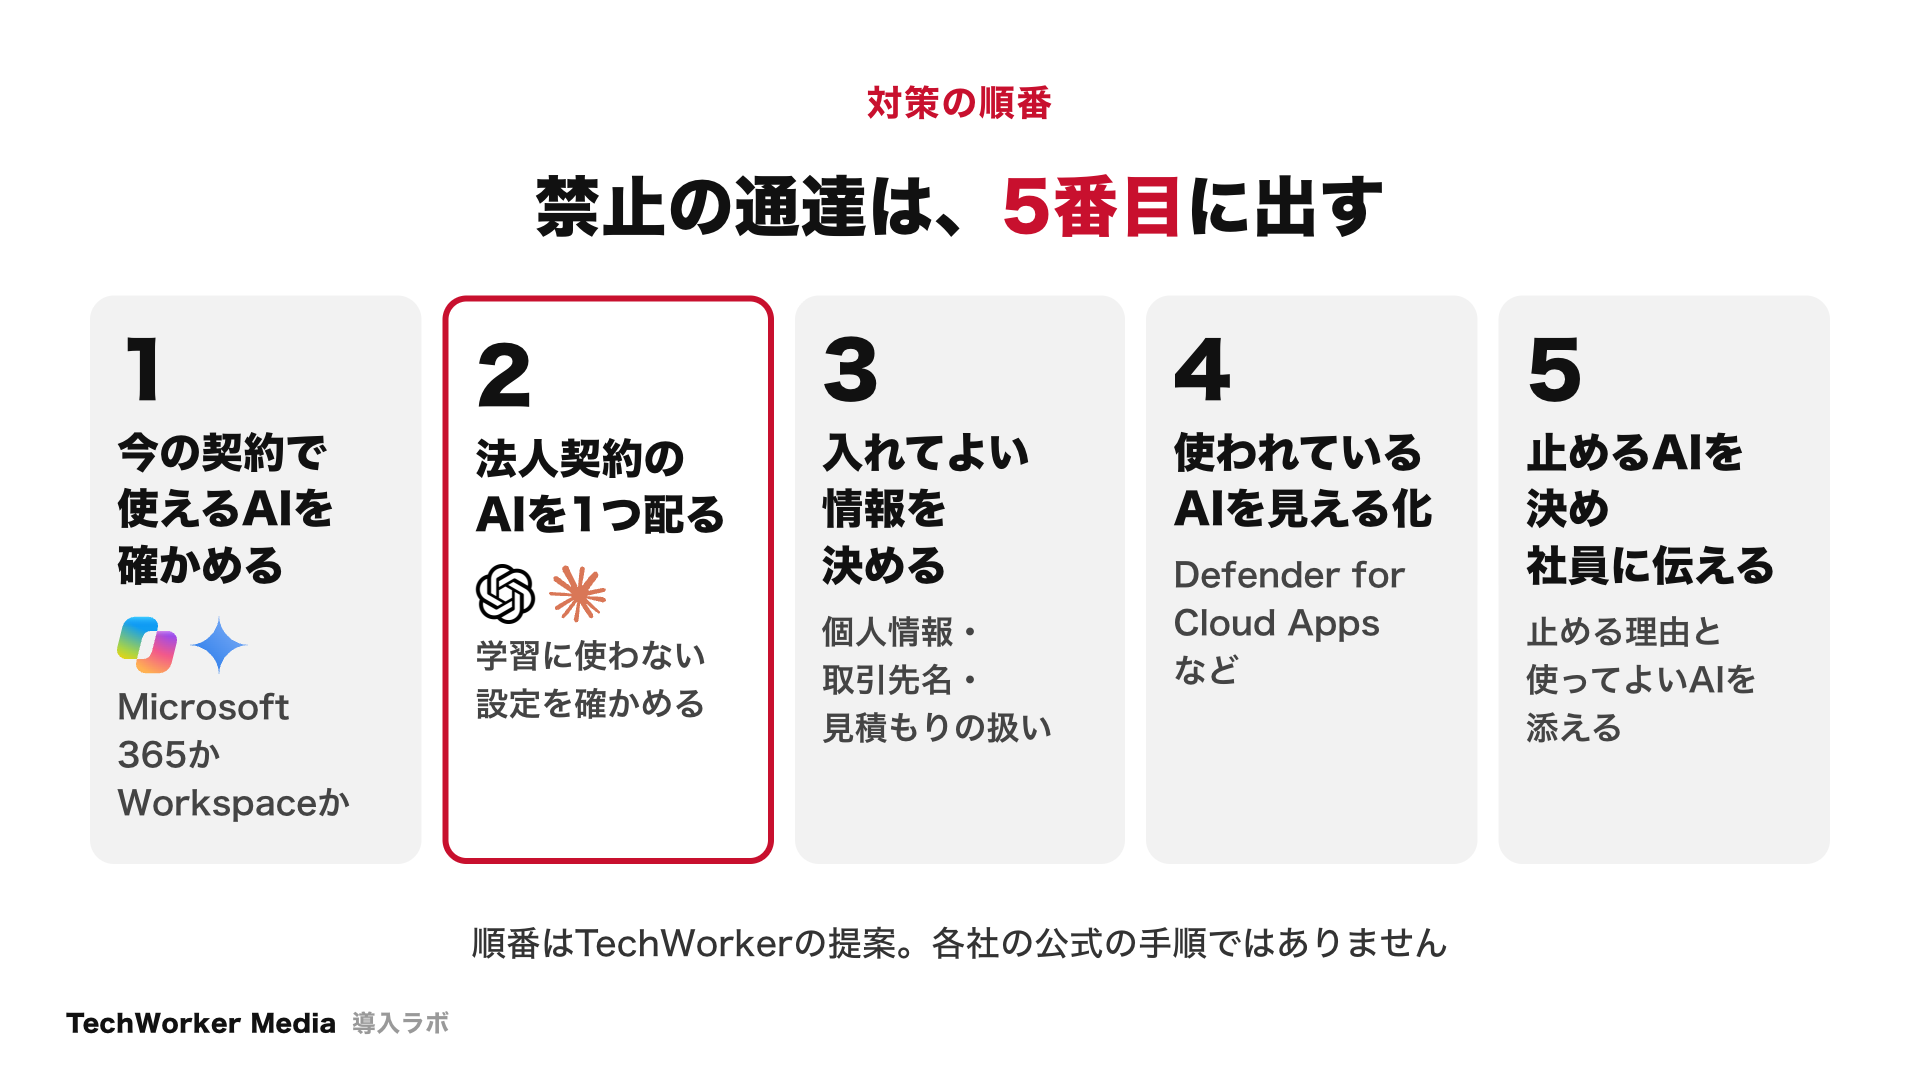 対策の順番
禁止の通達は、5番目に出す
1
今の契約で
使えるAIを
確かめる
Microsoft
365か
Workspaceか
2
法人契約の
AIを1つ配る
学習に使わない
設定を確かめる
3
入れてよい
情報を
決める
個人情報・
取引先名・
見積もりの扱い
4
使われている
AIを見える化
Defender for
Cloud Apps
など
5
止めるAIを
決め
社員に伝える
止める理由と
使ってよいAIを
添える
順番はTechWorkerの提案。各社の公式の手順ではありません
TechWorker Media 導入ラボ